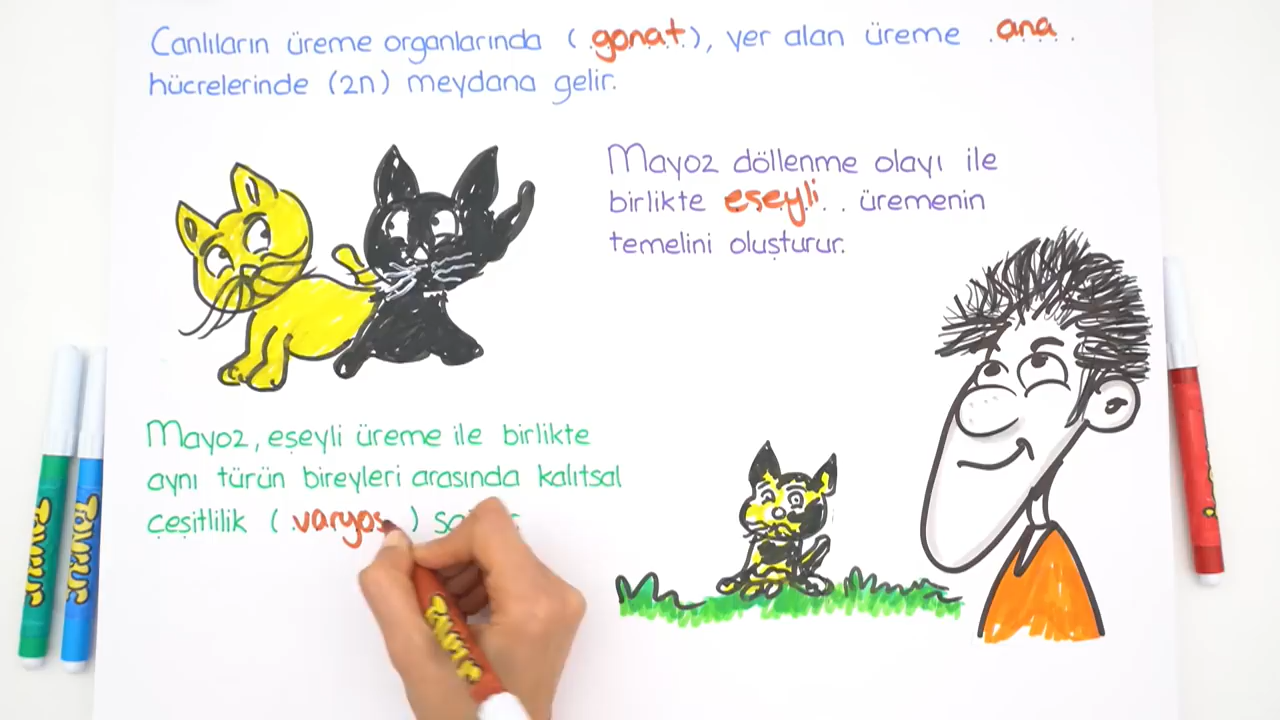 Canlıların üreme organlarında (gonat), yer alan üreme ana
hücrelerinde (2n) meydana gelir.
Mayoz döllenme olayı ile
birlikte eşeyli üremenin
temelini oluşturur.
Mayoz, eşeyli üreme ile birlikte
aynı türün bireyleri arasında kalıtsal
çeşitlilik (varyos )